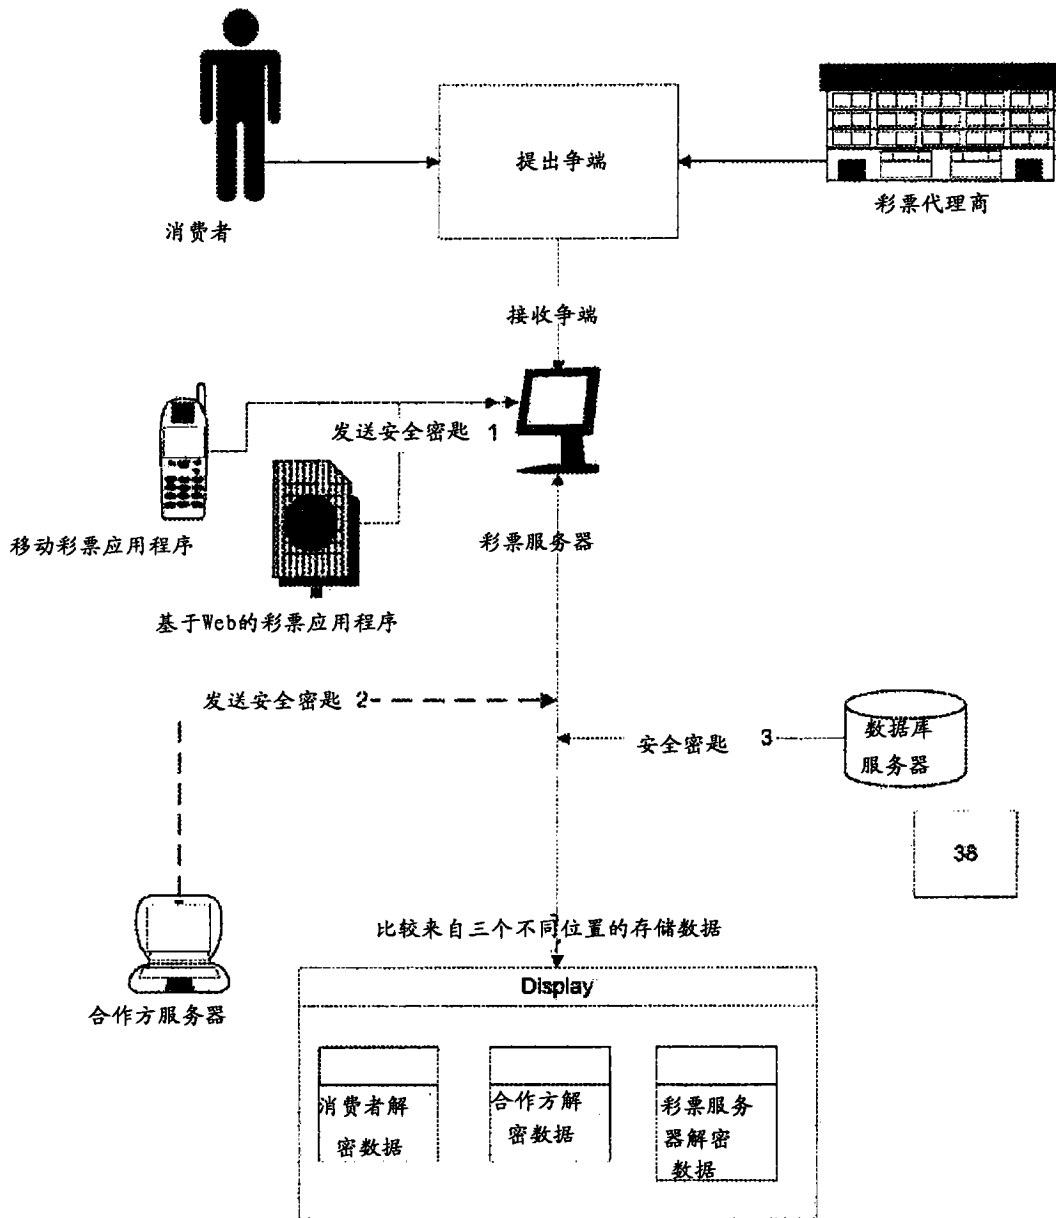 提出争端
彩票代理商
消费者
接收争端
发送安全密匙 1
移动彩票应用程序
彩票服务器
基于Web的彩票应用程序
发送安全密匙 2
安全密匙 3
数据库
服务器
38
比较来自三个不同位置的存储数据
合作方服务器
Display
消费者解
密数据
合作方解
密数据
彩票服务
器解密
数据